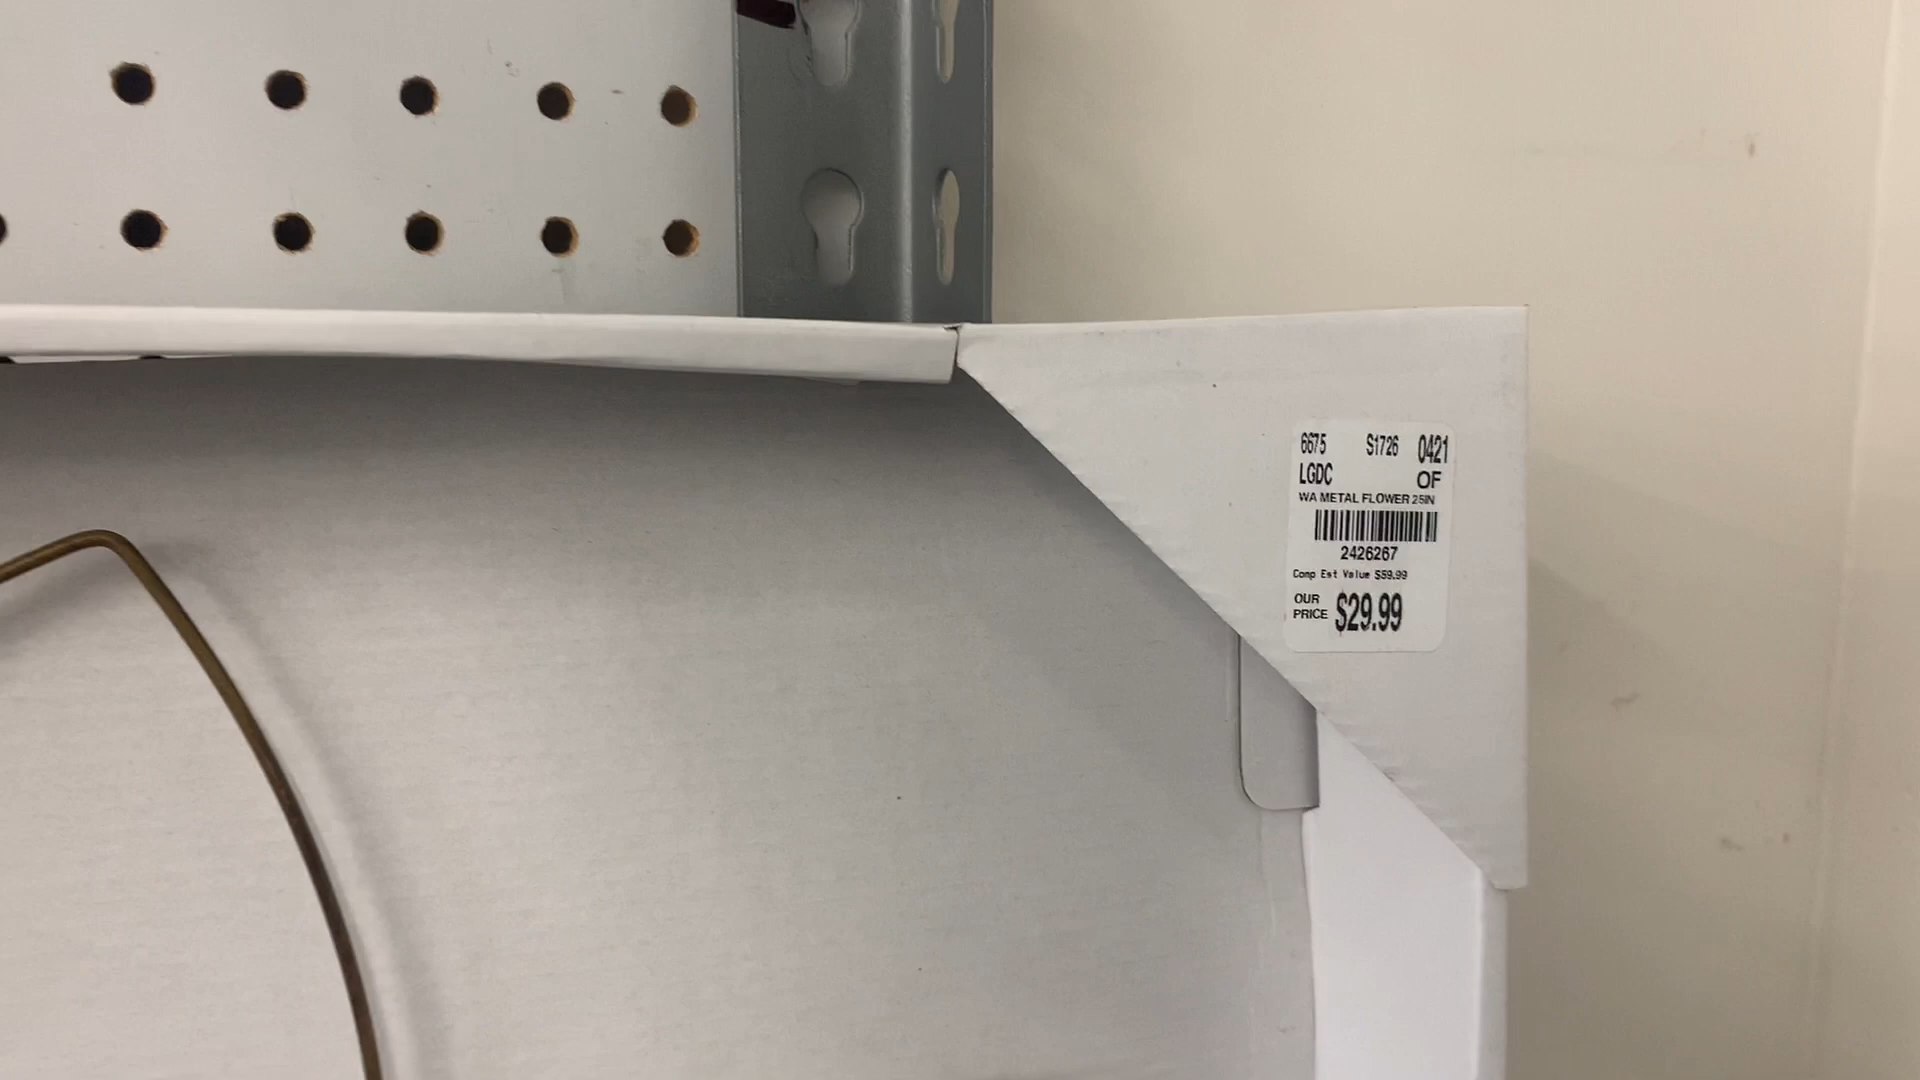 6675 S1726 0421
LGDC OF
WA METAL FLOWER 25IN
2426267
Comp Est Value $59.99
OUR PRICE $29.99